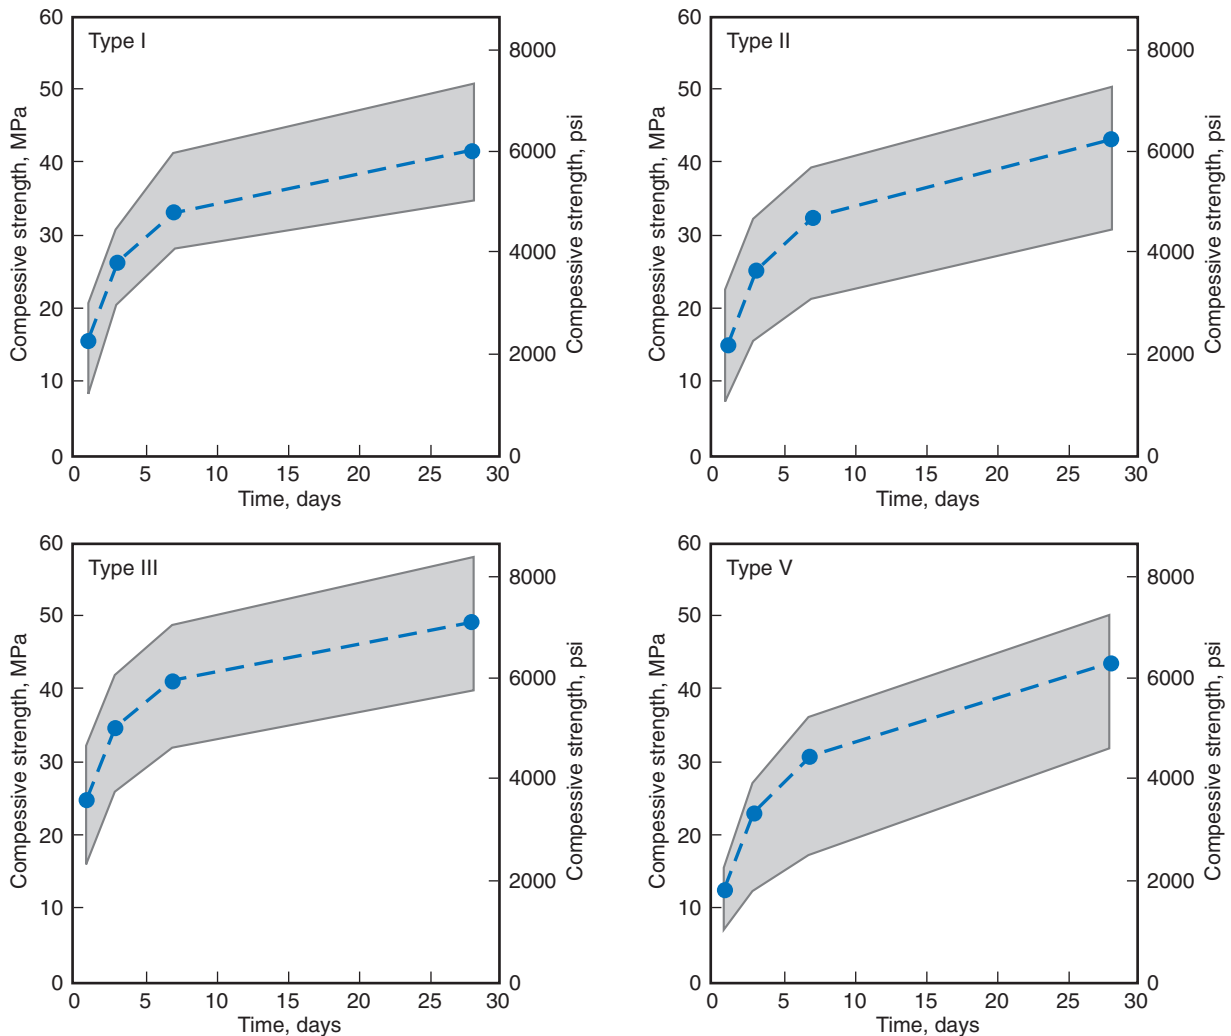 Type I
60
50
40
30
20
10
0
Compessive strength, MPa
8000
6000
4000
2000
0
Compessive strength, psi
0 5 10 15 20 25 30
Time, days
Type II
60
50
40
30
20
10
0
Compessive strength, MPa
8000
6000
4000
2000
0
Compessive strength, psi
0 5 10 15 20 25 30
Time, days
Type III
60
50
40
30
20
10
0
Compessive strength, MPa
8000
6000
4000
2000
0
Compessive strength, psi
0 5 10 15 20 25 30
Time, days
Type V
60
50
40
30
20
10
0
Compessive strength, MPa
8000
6000
4000
2000
0
Compessive strength, psi
0 5 10 15 20 25 30
Time, days